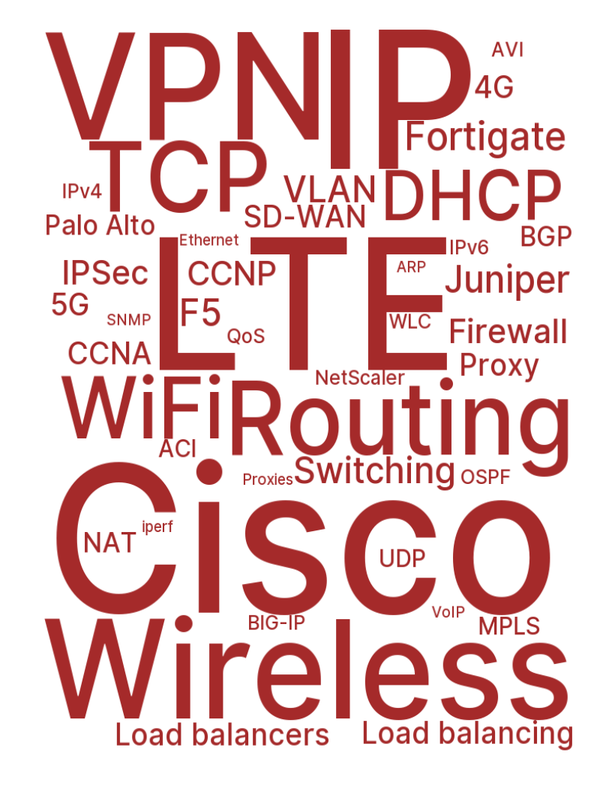 VPN
IP
AVI
4G
Fortigate
TCP
IPv4
VLAN
DHCP
SD-WAN
Palo Alto
BGP
Ethernet
LTE
IPv6
IPSec
CCNP
ARP
Juniper
5G
F5
SNMP
WLC
QoS
Firewall
CCNA
Proxy
NetScaler
WiFi
Routing
ACI
Switching
Proxies
OSPF
Cisco
iperf
NAT
UDP
VoIP
BIG-IP
MPLS
Wireless
Load balancers
Load balancing